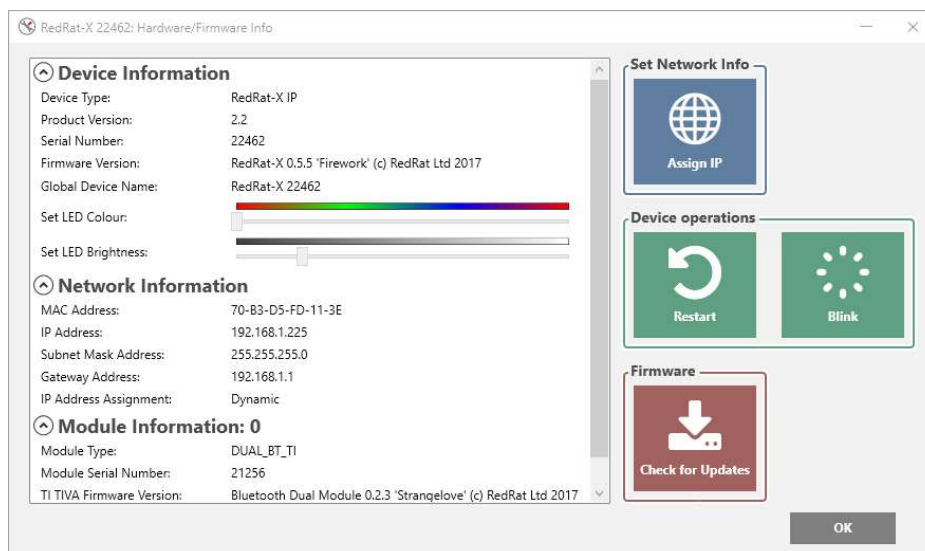 RedRat-X 22462: Hardware/Firmware Info
Device Information
Device Type: RedRat-X IP
Product Version: 2.2
Serial Number: 22462
Firmware Version: RedRat-X 0.5.5 'Firework' (c) RedRat Ltd 2017
Global Device Name: RedRat-X 22462
Set LED Colour:
Set LED Brightness:
Network Information
MAC Address: 70-B3-D5-FD-11-3E
IP Address: 192.168.1.225
Subnet Mask Address: 255.255.255.0
Gateway Address: 192.168.1.1
IP Address Assignment: Dynamic
Module Information: 0
Module Type: DUAL_BT_TI
Module Serial Number: 21256
TI TIVA Firmware Version: Bluetooth Dual Module 0.2.3 'Strangelove' (c) RedRat Ltd 2017
Set Network Info
Assign IP
Device operations
Restart
Blink
Firmware
Check for Updates
OK